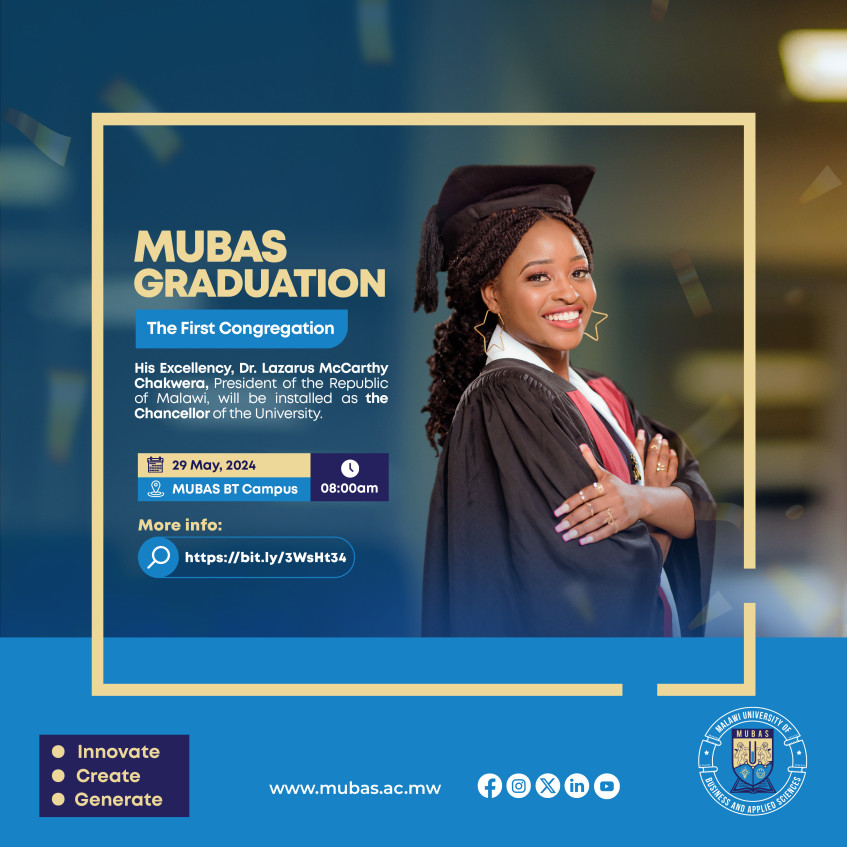 MUBAS
GRADUATION
The First Congregation
His Excellency, Dr. Lazarus McCarthy
Chakwera, President of the Republic
of Malawi, will be installed as the
Chancellor of the University.
29 May, 2024
MUBAS BT Campus
08:00am
More info:
https://bit.ly/3WsHt34
Innovate
Create
Generate
www.mubas.ac.mw
MALAWI UNIVERSITY OF
MUBAS
BUSINESS AND APPLIED SCIENCES